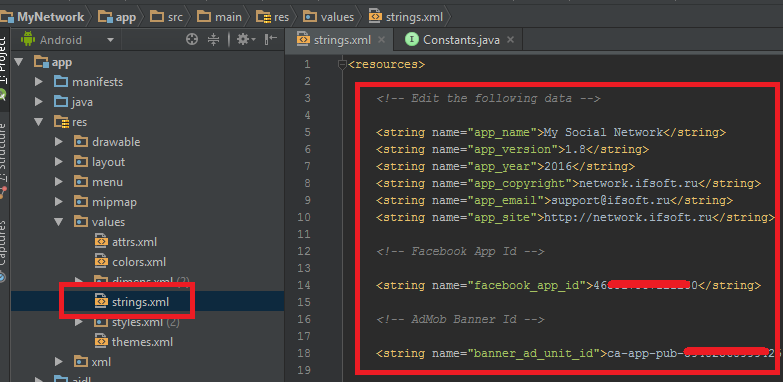 MyNetwork app src main res values strings.xml
Android
strings.xml
Constants.java
1: Project
7: Structure
Captures
app
manifests
java
res
drawable
layout
menu
mipmap
values
attrs.xml
colors.xml
dimens.xml (2)
strings.xml
styles.xml (2)
themes.xml
xml
aidl
1 <resources>
2
3 <!-- Edit the following data -->
4
5 <string name="app_name">My Social Network</string>
6 <string name="app_version">1.8</string>
7 <string name="app_year">2016</string>
8 <string name="app_copyright">network.ifsoft.ru</string>
9 <string name="app_email">support@ifsoft.ru</string>
10 <string name="app_site">http://network.ifsoft.ru</string>
11
12 <!-- Facebook App Id -->
13
14 <string name="facebook_app_id">46 0</string>
15
16 <!-- AdMob Banner Id -->
17
18 <string name="banner_ad_unit_id">ca-app-pub-
19